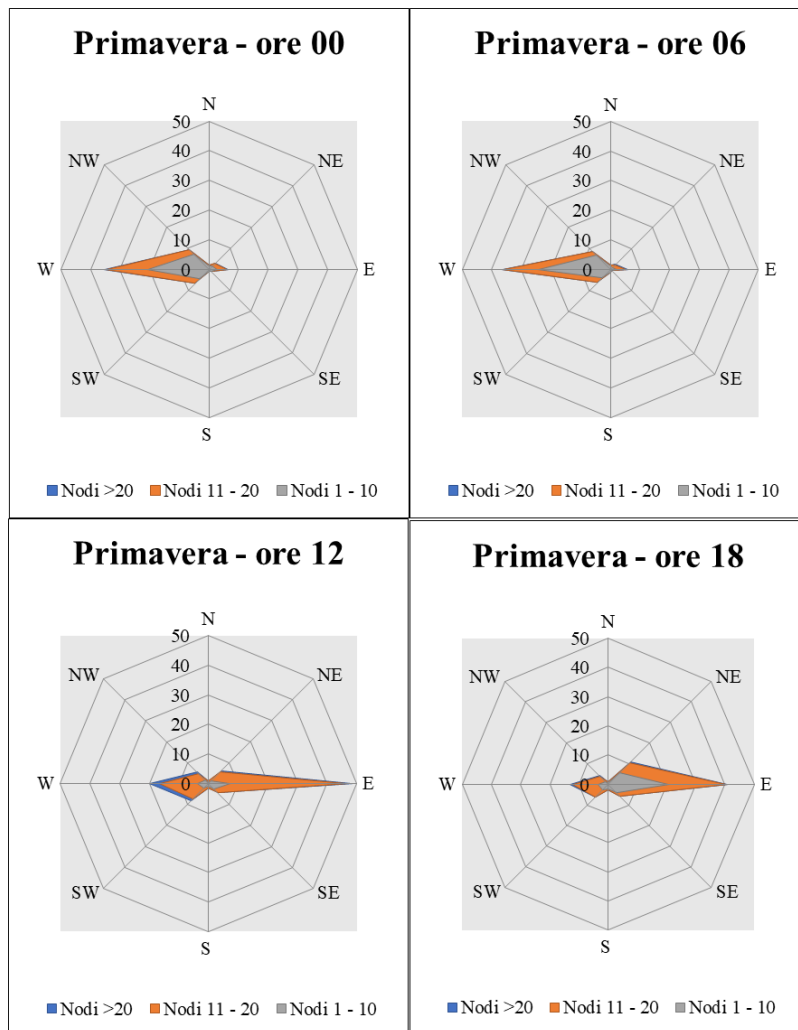 Primavera - ore 00
N
50
NW
40
NE
30
20
10
W
0
E
SW
SE
S
Nodi >20 Nodi 11 - 20 Nodi 1 - 10
Primavera - ore 06
N
50
NW
40
NE
30
20
10
W
0
E
SW
SE
S
Nodi >20 Nodi 11 - 20 Nodi 1 - 10
Primavera - ore 12
N
50
NW
40
NE
30
20
10
W
0
E
SW
SE
S
Nodi >20 Nodi 11 - 20 Nodi 1 - 10
Primavera - ore 18
N
50
NW
40
NE
30
20
10
W
0
E
SW
SE
S
Nodi >20 Nodi 11 - 20 Nodi 1 - 10